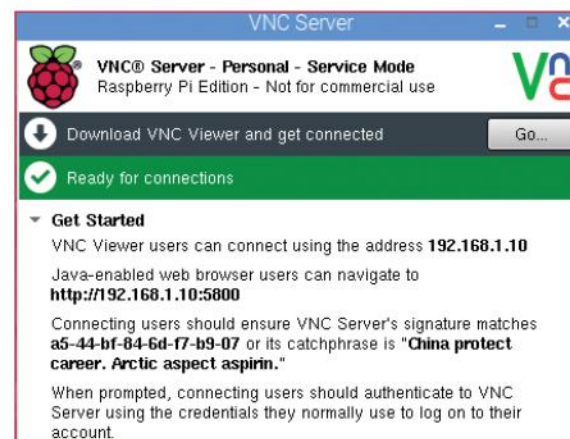 VNC Server
VNC® Server - Personal - Service Mode
Raspberry Pi Edition - Not for commercial use
Download VNC Viewer and get connected
Go...
Ready for connections
Get Started
VNC Viewer users can connect using the address 192.168.1.10
Java-enabled web browser users can navigate to
http://192.168.1.10:5800
Connecting users should ensure VNC Server's signature matches
a5-44-bf-84-6d-f7-b9-07 or its catchphrase is "China protect
career. Arctic aspect aspirin."
When prompted, connecting users should authenticate to VNC
Server using the credentials they normally use to log on to their
account.